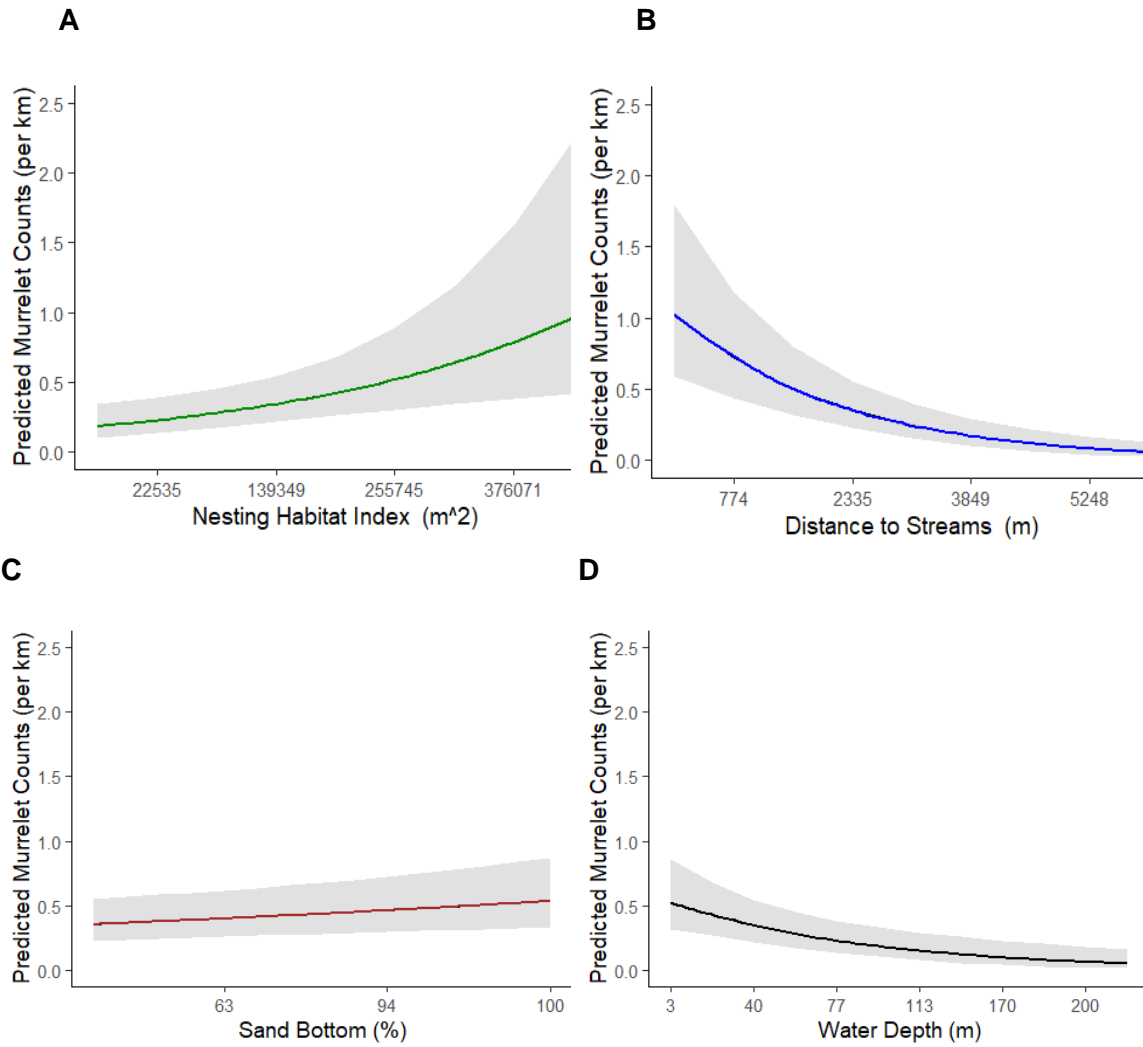 A
Predicted Murrelet Counts (per km)
2.5
2.0
1.5
1.0
0.5
0.0
22535 139349 255745 376071
Nesting Habitat Index (m^2)
B
Predicted Murrelet Counts (per km)
2.5
2.0
1.5
1.0
0.5
0.0
774 2335 3849 5248
Distance to Streams (m)
C
Predicted Murrelet Counts (per km)
2.5
2.0
1.5
1.0
0.5
0.0
63 94 100
Sand Bottom (%)
D
Predicted Murrelet Counts (per km)
2.5
2.0
1.5
1.0
0.5
0.0
3 40 77 113 170 200
Water Depth (m)